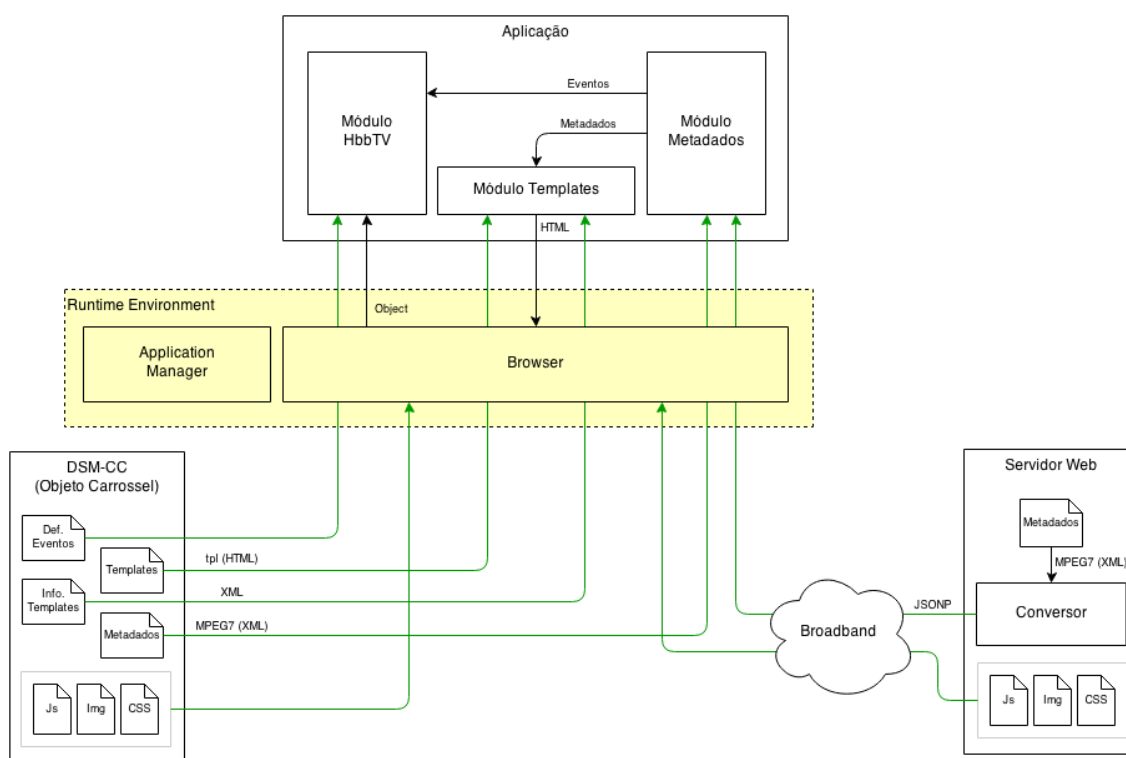 Aplicação
Eventos
Módulo
HbbTV
Módulo
Metadados
Metadados
Módulo Templates
HTML
Runtime Environment
Object
Application
Manager
Browser
DSM-CC
(Objeto Carrossel)
Servidor Web
Def.
Eventos
Metadados
tpl (HTML)
MPEG7 (XML)
Templates
Info.
Templates
XML
JSONP
Conversor
Metadados
MPEG7 (XML)
Broadband
Js
Img
CSS
Js
Img
CSS